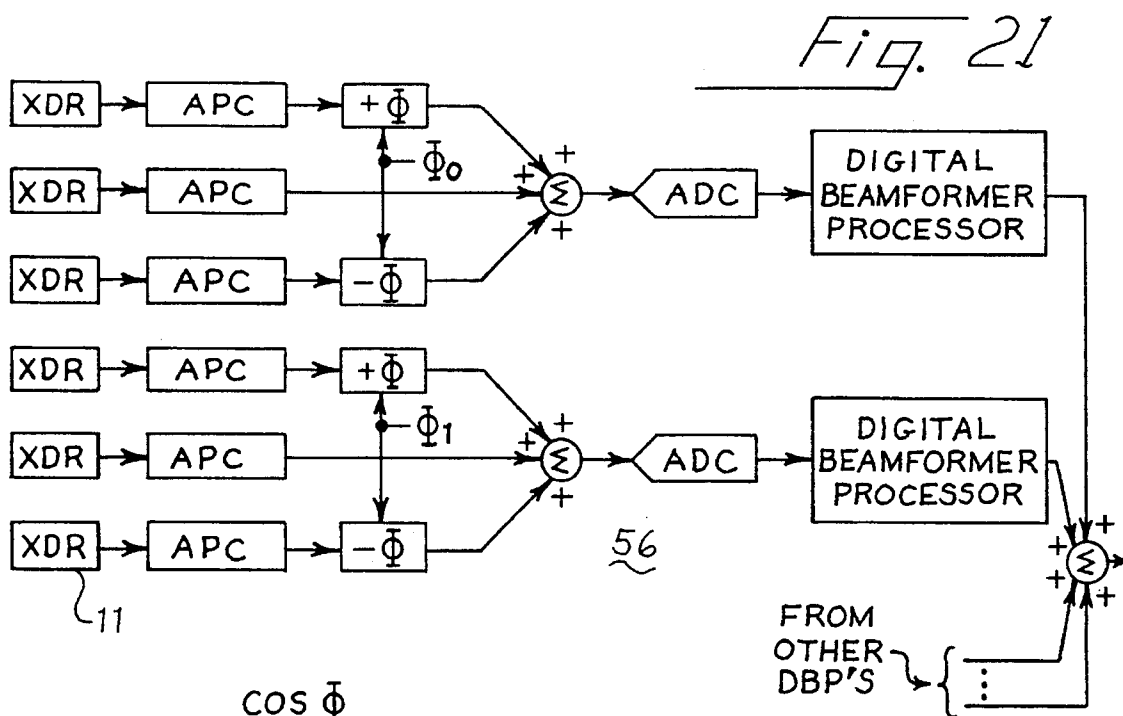 Fig. 21
XDR APC + Φ
Φ0
XDR APC
XDR APC - Φ
+ + + Σ ADC
DIGITAL
BEAMFORMER
PROCESSOR
XDR APC + Φ
Φ1
XDR APC
XDR APC - Φ
+ + + Σ ADC
DIGITAL
BEAMFORMER
PROCESSOR
56
11
+ + + + Σ
FROM
OTHER
DBP'S
COS Φ